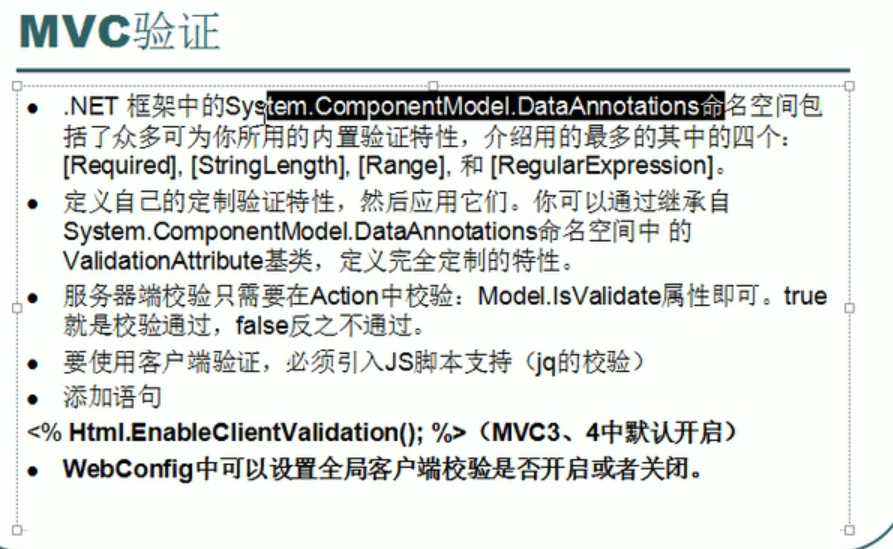 MVC验证
.NET 框架中的System.ComponentModel.DataAnnotations命名空间包
括了众多可为你所用的内置验证特性，介绍用的最多的其中的四个：
[Required], [StringLength], [Range], 和 [RegularExpression]。
定义自己的定制验证特性，然后应用它们。你可以通过继承自
System.ComponentModel.DataAnnotations命名空间中 的
ValidationAttribute基类，定义完全定制的特性。
服务器端校验只需要在Action中校验：Model.IsValidate属性即可。true
就是校验通过，false反之不通过。
要使用客户端验证，必须引入JS脚本支持（jq的校验）
添加语句
<% Html.EnableClientValidation(); %>（MVC3、4中默认开启）
WebConfig中可以设置全局客户端校验是否开启或者关闭。